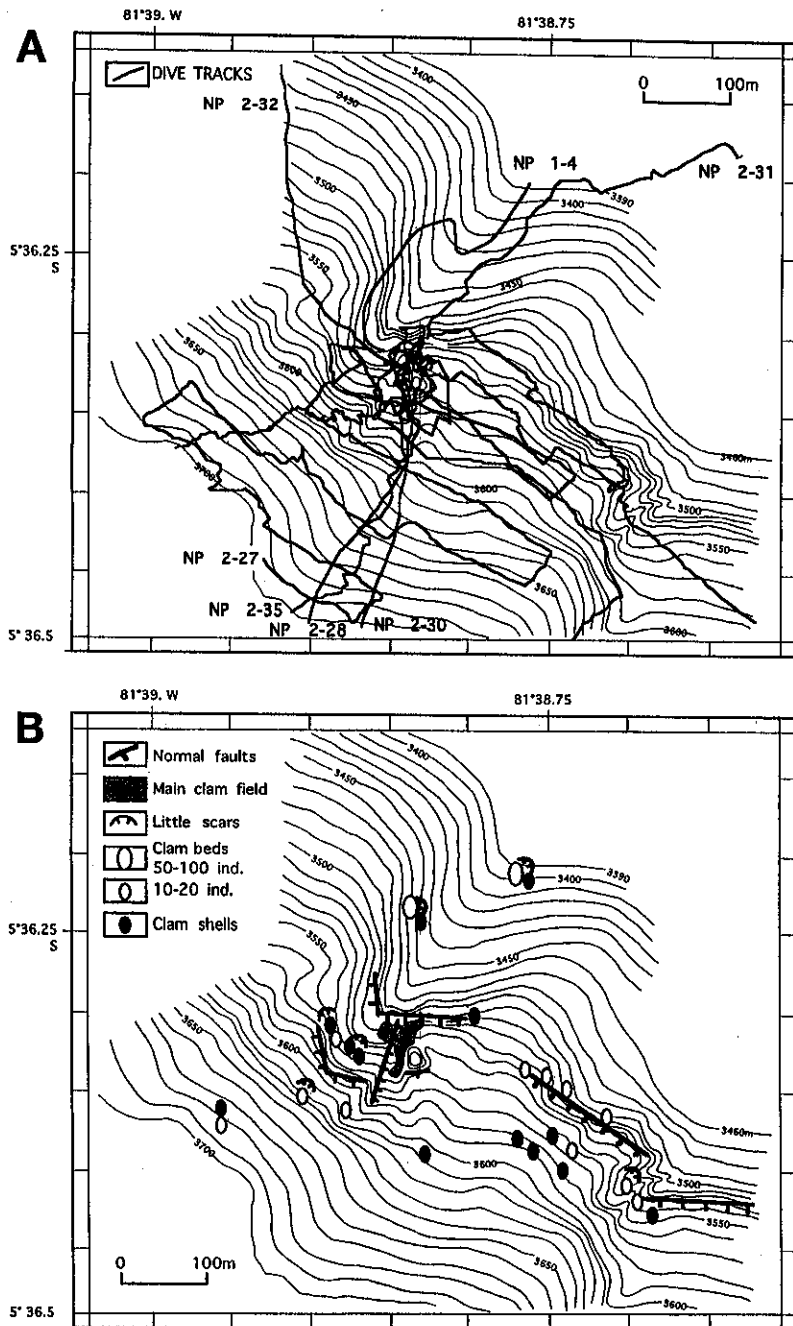 81°39. W 81°38.75
A
DIVE TRACKS
0 100m
NP 2-32
3400
3450
NP 1-4
NP 2-31
3500
3390
3400
5°36.25
S
3550
3450
3650
3600
3460m
3700
3600
3500
3550
NP 2-27
3650
NP 2-35
NP 2-28
NP 2-30
5° 36.5
3600
81°39. W 81°38.75
B
Normal faults
3400
Main clam field
3450
Little scars
Clam beds
50-100 ind.
3500
3390
3400
10-20 ind.
Clam shells
5°36.25
S
3550
3450
3650
3600
3460m
3700
3600
3500
3550
0 100m
3650
3600
5° 36.5